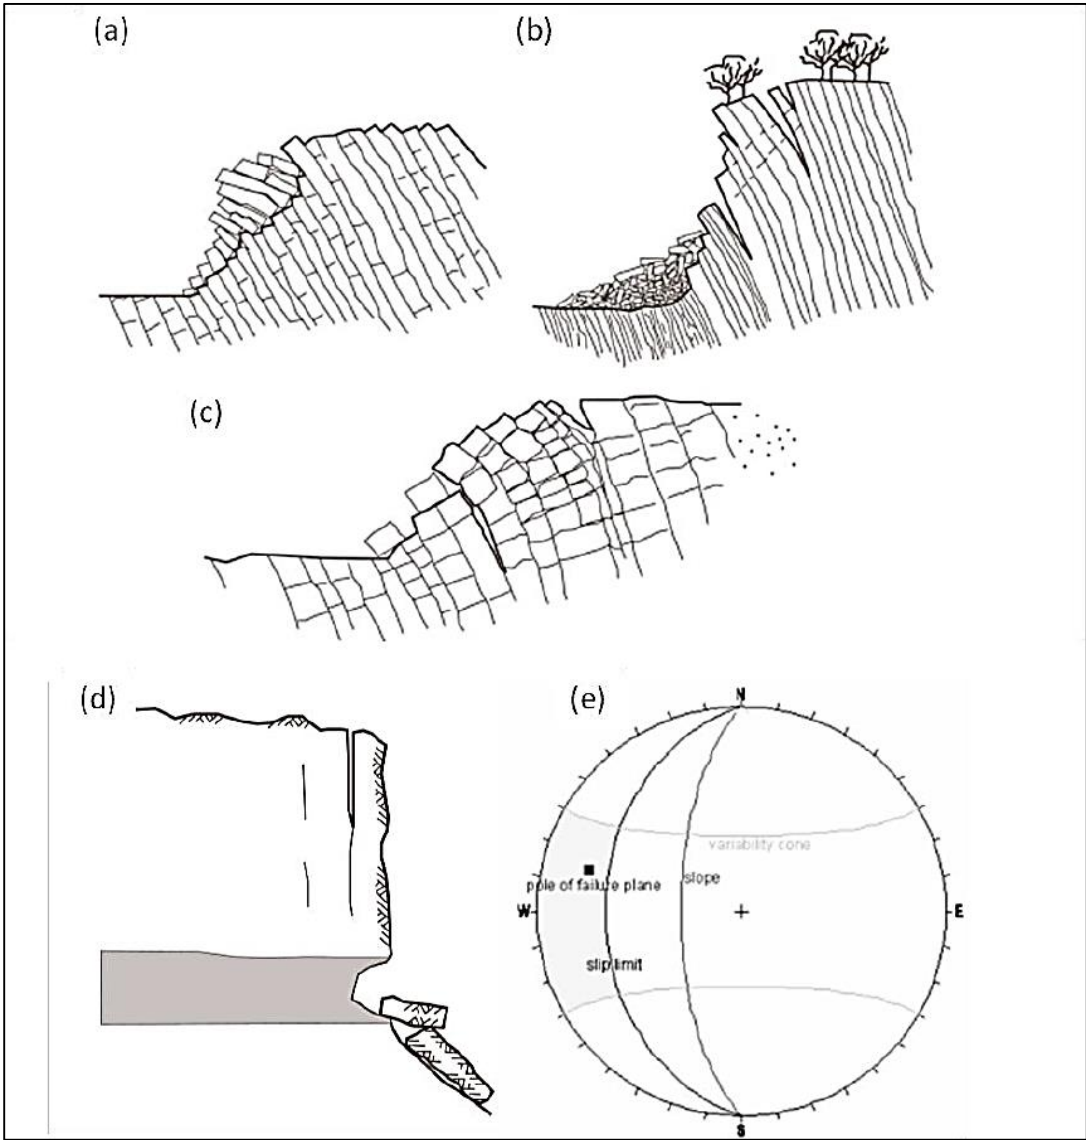 (a)
(b)
(c)
(d)
(e)
N
variability cone
slope
pole of failure plane
W
E
slip limit
S